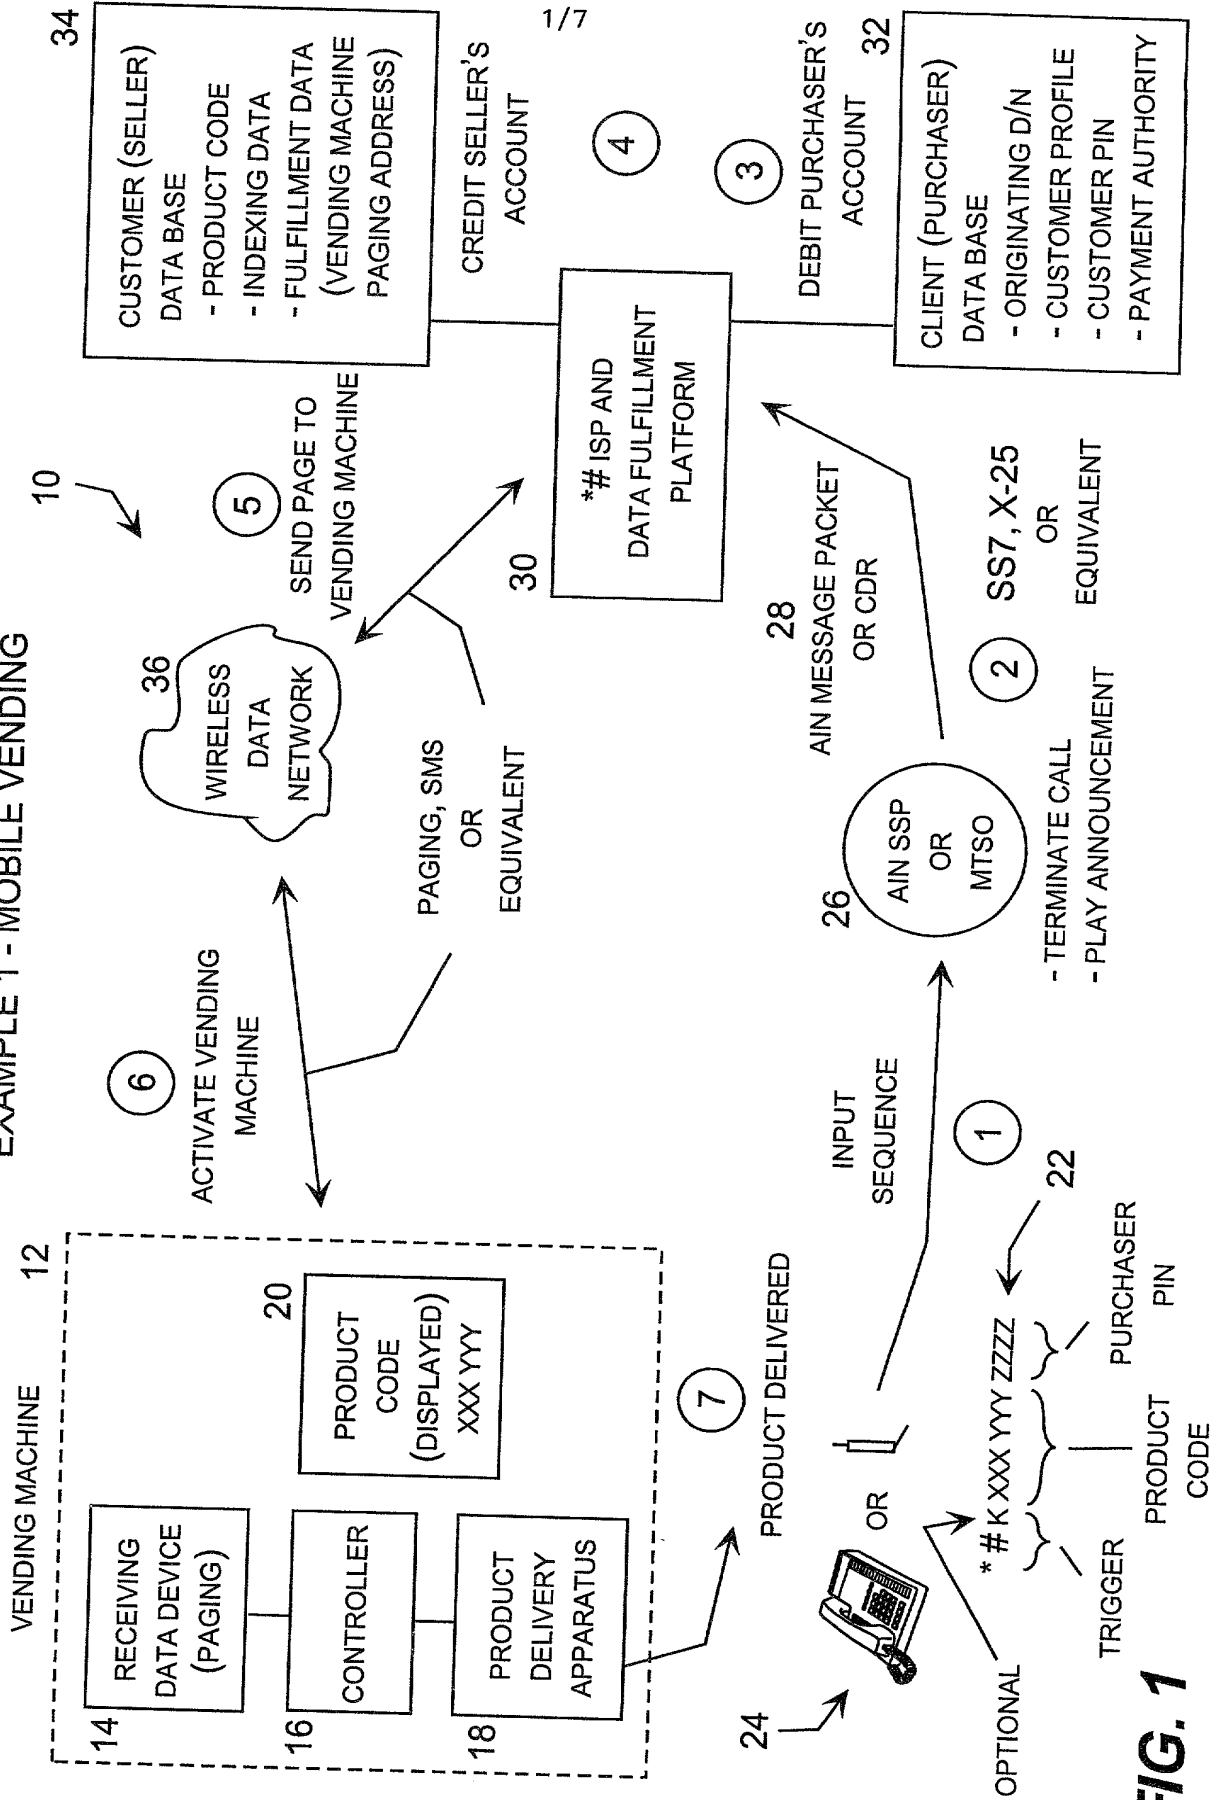 1/7
EXAMPLE 1 - MOBILE VENDING
10
VENDING MACHINE
12
14
RECEIVING
DATA DEVICE
(PAGING)
16
CONTROLLER
18
PRODUCT
DELIVERY
APPARATUS
20
PRODUCT
CODE
(DISPLAYED)
XXX YYY
6
ACTIVATE VENDING
MACHINE
36
WIRELESS
DATA
NETWORK
PAGING, SMS
OR
EQUIVALENT
5
SEND PAGE TO
VENDING MACHINE
34
CUSTOMER (SELLER)
DATA BASE
- PRODUCT CODE
- INDEXING DATA
- FULFILLMENT DATA
(VENDING MACHINE
PAGING ADDRESS)
CREDIT SELLER'S
ACCOUNT
4
30
*# ISP AND
DATA FULFILLMENT
PLATFORM
3
DEBIT PURCHASER'S
ACCOUNT
32
CLIENT (PURCHASER)
DATA BASE
- ORIGINATING D/N
- CUSTOMER PROFILE
- CUSTOMER PIN
- PAYMENT AUTHORITY
7
PRODUCT DELIVERED
24
OR
INPUT
SEQUENCE
1
22
*# K XXX YYY ZZZZ
OPTIONAL
TRIGGER
PRODUCT
CODE
PURCHASER
PIN
26
AIN SSP
OR
MTSO
- TERMINATE CALL
- PLAY ANNOUNCEMENT
28
AIN MESSAGE PACKET
OR CDR
2
SS7, X-25
OR
EQUIVALENT
FIG. 1